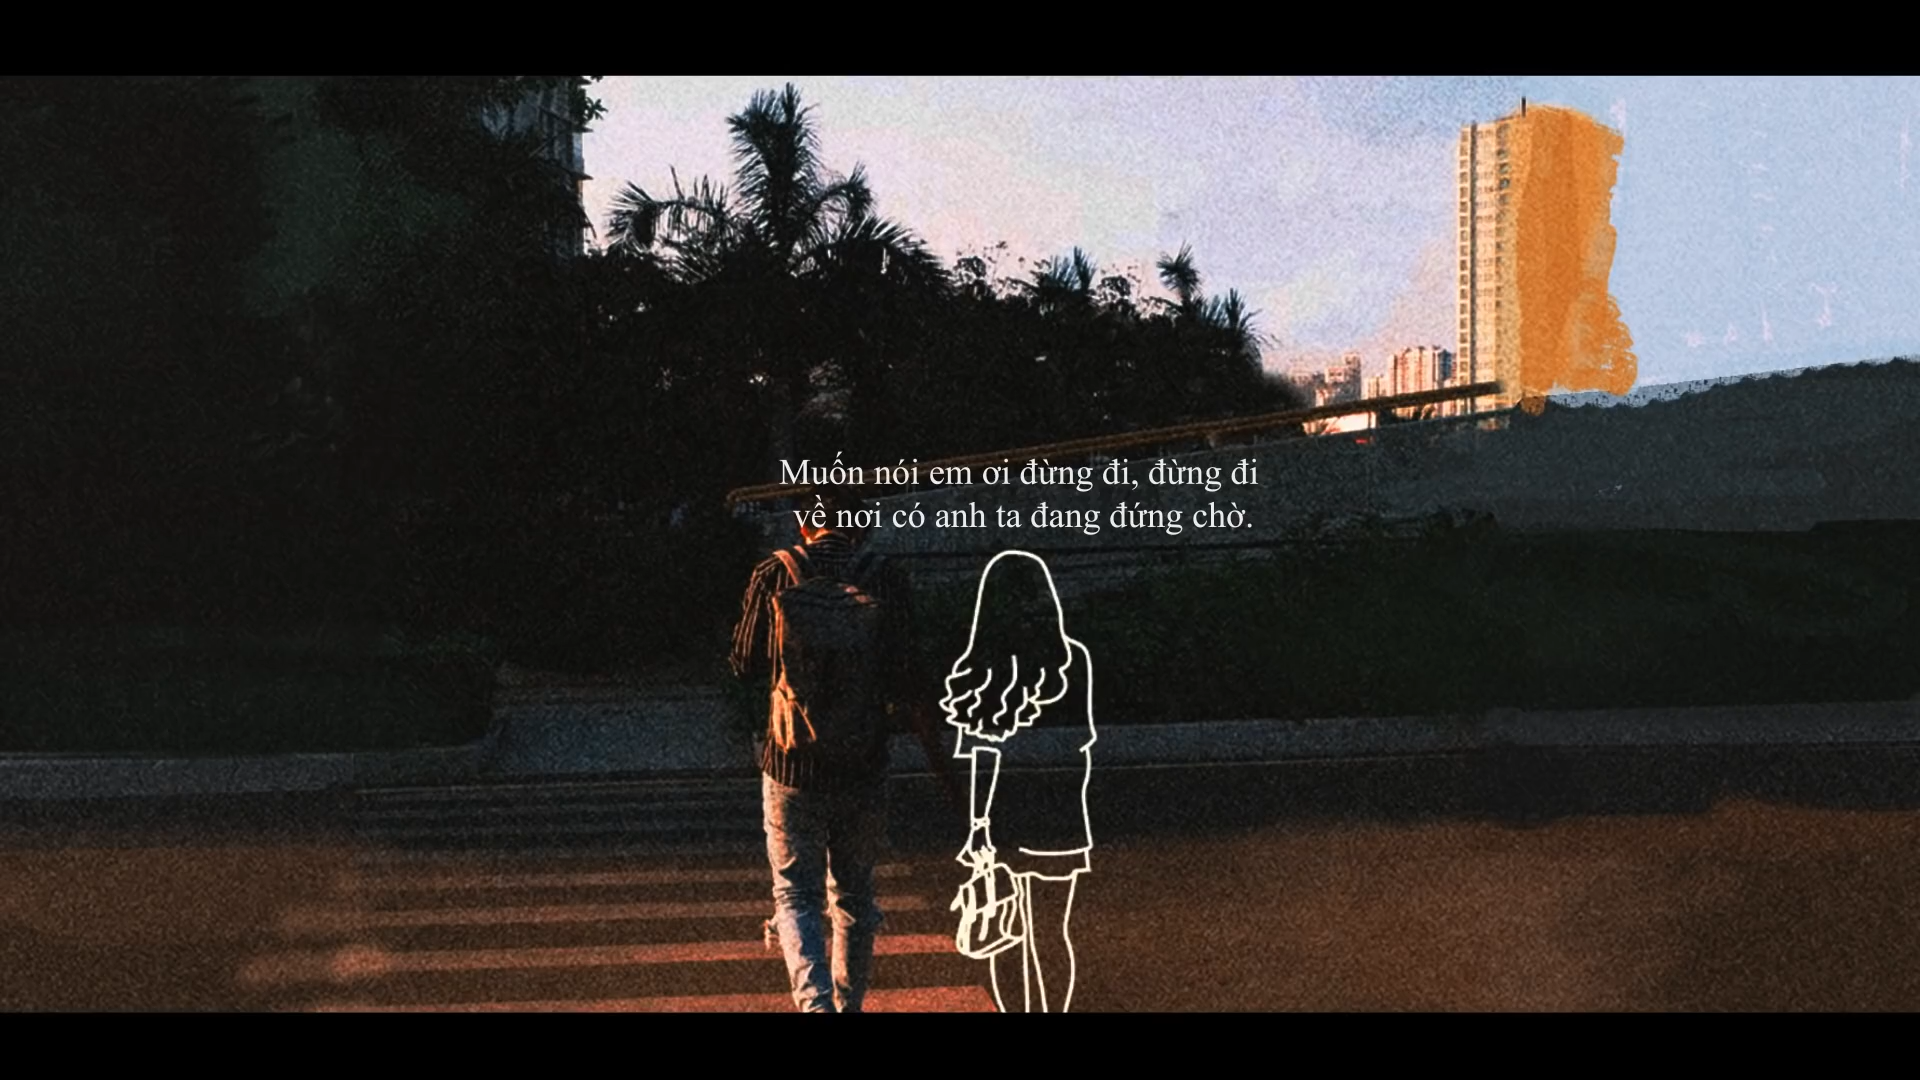 Muốn nói em ơi đừng đi, đừng đi
về nơi có anh ta đang đứng chờ.